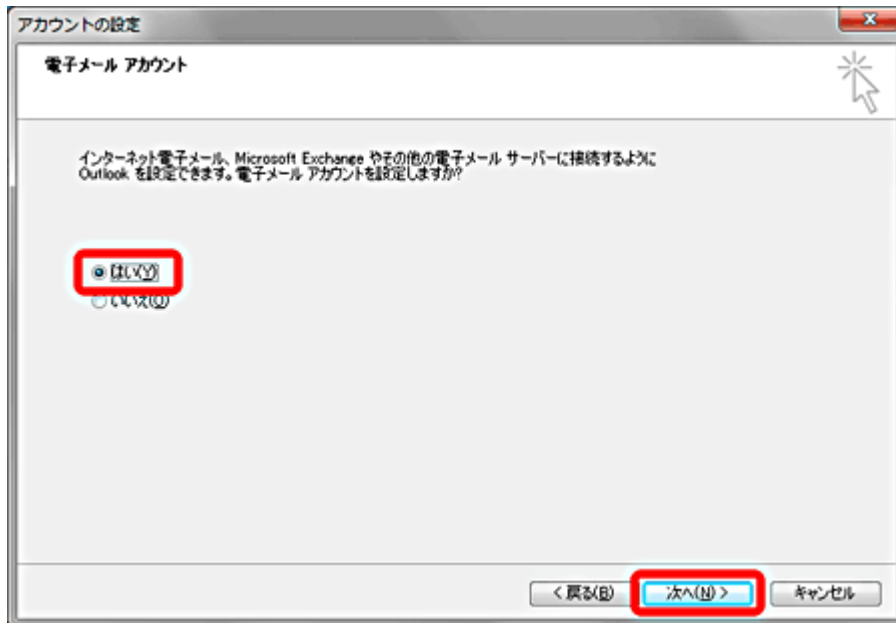 アカウントの設定
電子メール アカウント
インターネット電子メール、Microsoft Exchange やその他の電子メール サーバーに接続するように
Outlook を設定できます。電子メール アカウントを設定しますか?
はい(Y)
いいえ(O)
< 戻る(B)
次へ(N) >
キャンセル